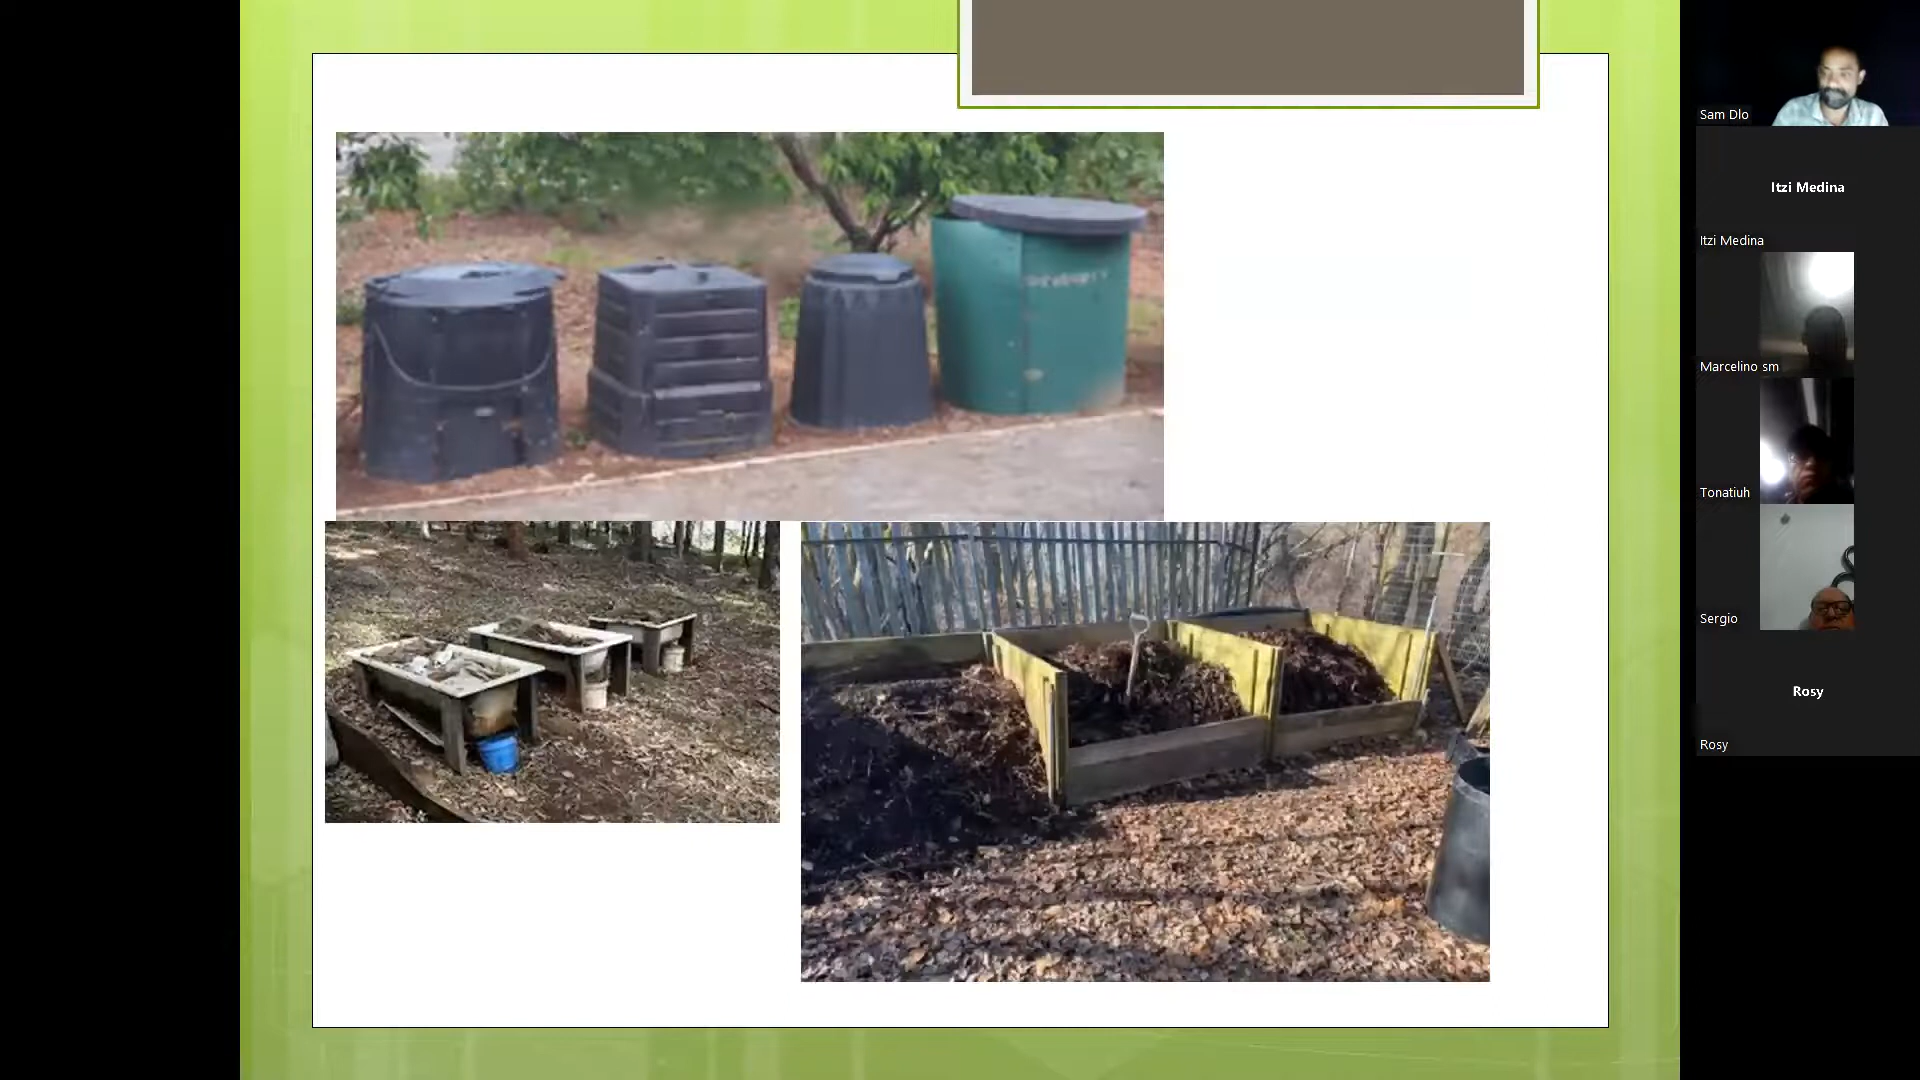 Sam Dlo
Itzi Medina
Itzi Medina
Marcelino sm
Tonatiuh
Sergio
Rosy
Rosy